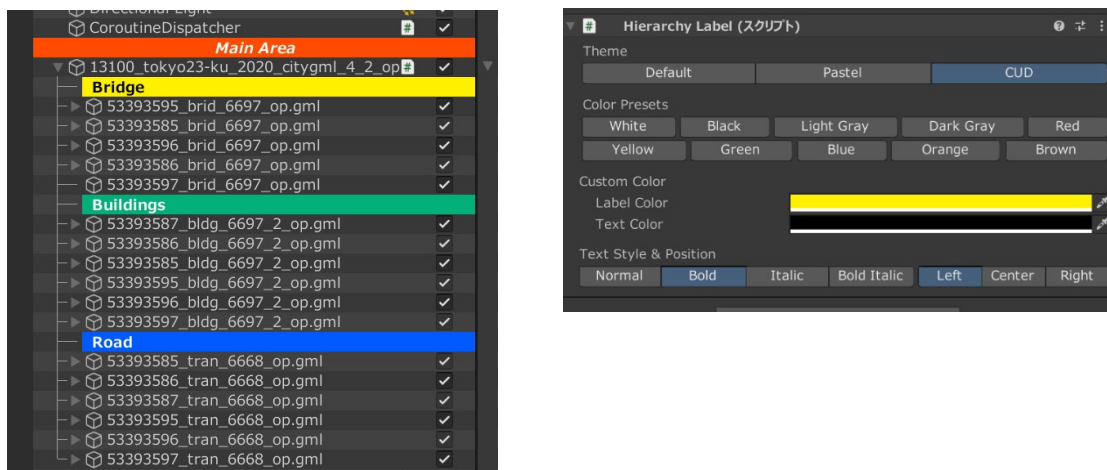 Directional Light
CoroutineDispatcher
Main Area
13100_tokyo23-ku_2020_citygml_4_2_op
Bridge
53393595_brid_6697_op.gml
53393585_brid_6697_op.gml
53393596_brid_6697_op.gml
53393586_brid_6697_op.gml
53393597_brid_6697_op.gml
Buildings
53393587_bldg_6697_2_op.gml
53393586_bldg_6697_2_op.gml
53393585_bldg_6697_2_op.gml
53393595_bldg_6697_2_op.gml
53393596_bldg_6697_2_op.gml
53393597_bldg_6697_2_op.gml
Road
53393585_tran_6668_op.gml
53393586_tran_6668_op.gml
53393587_tran_6668_op.gml
53393595_tran_6668_op.gml
53393596_tran_6668_op.gml
53393597_tran_6668_op.gml
# Hierarchy Label (スクリプト)
Theme
Default Pastel CUD
Color Presets
White Black Light Gray Dark Gray Red
Yellow Green Blue Orange Brown
Custom Color
Label Color
Text Color
Text Style & Position
Normal Bold Italic Bold Italic Left Center Right